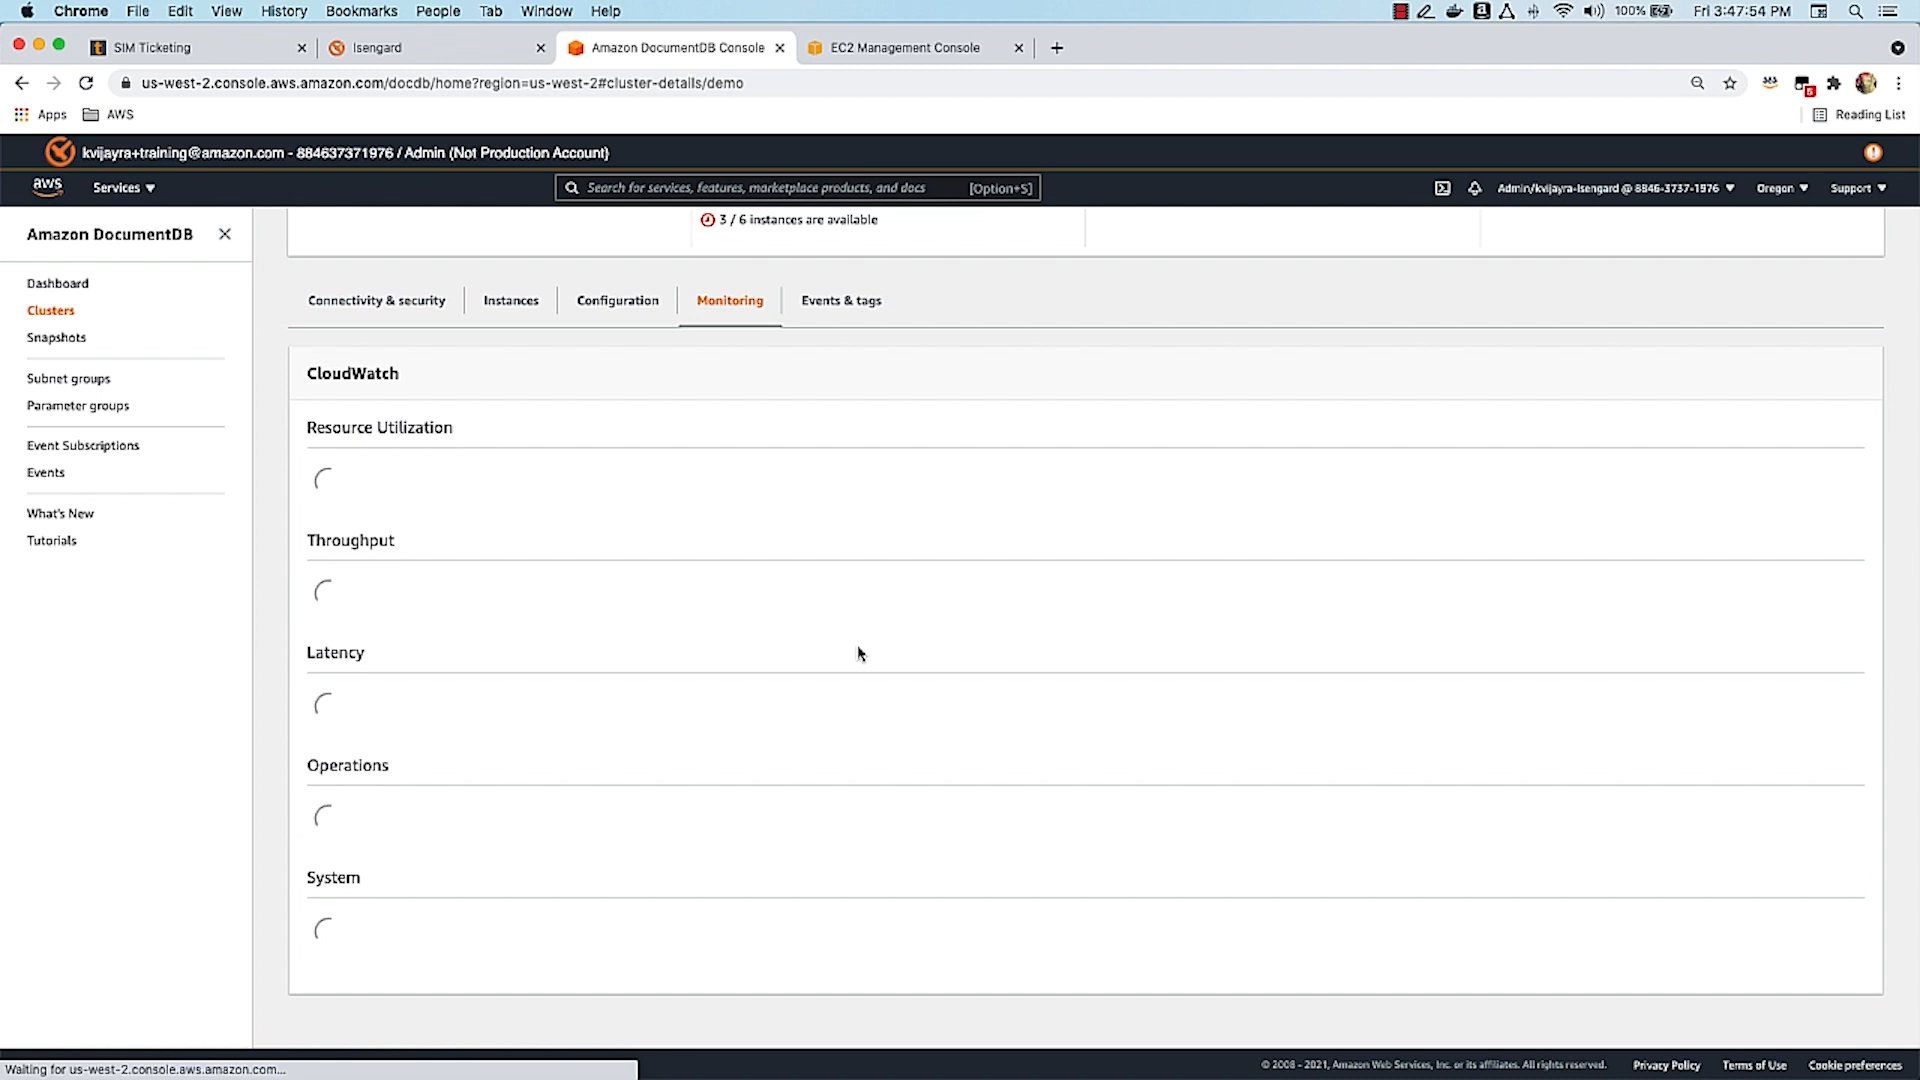 Chrome File Edit View History Bookmarks People Tab Window Help 100% Fri 3:47:54 PM
SIM Ticketing Isengard Amazon DocumentDB Console EC2 Management Console
us-west-2.console.aws.amazon.com/docdb/home?region=us-west-2#cluster-details/demo 5
Apps AWS Reading List
kvijayra+training@amazon.com - 884637371976 / Admin (Not Production Account)
aws Services Search for services, features, marketplace products, and docs [Option+S] Admin/kvijayra-Isengard @ 8846-3737-1976 Oregon Support
Amazon DocumentDB
Dashboard
Clusters
Snapshots
Subnet groups
Parameter groups
Event Subscriptions
Events
What's New
Tutorials
3 / 6 instances are available
Connectivity & security Instances Configuration Monitoring Events & tags
CloudWatch
Resource Utilization
Throughput
Latency
Operations
System
Waiting for us-west-2.console.aws.amazon.com...
© 2008 - 2021, Amazon Web Services, Inc. or its affiliates. All rights reserved. Privacy Policy Terms of Use Cookie preferences